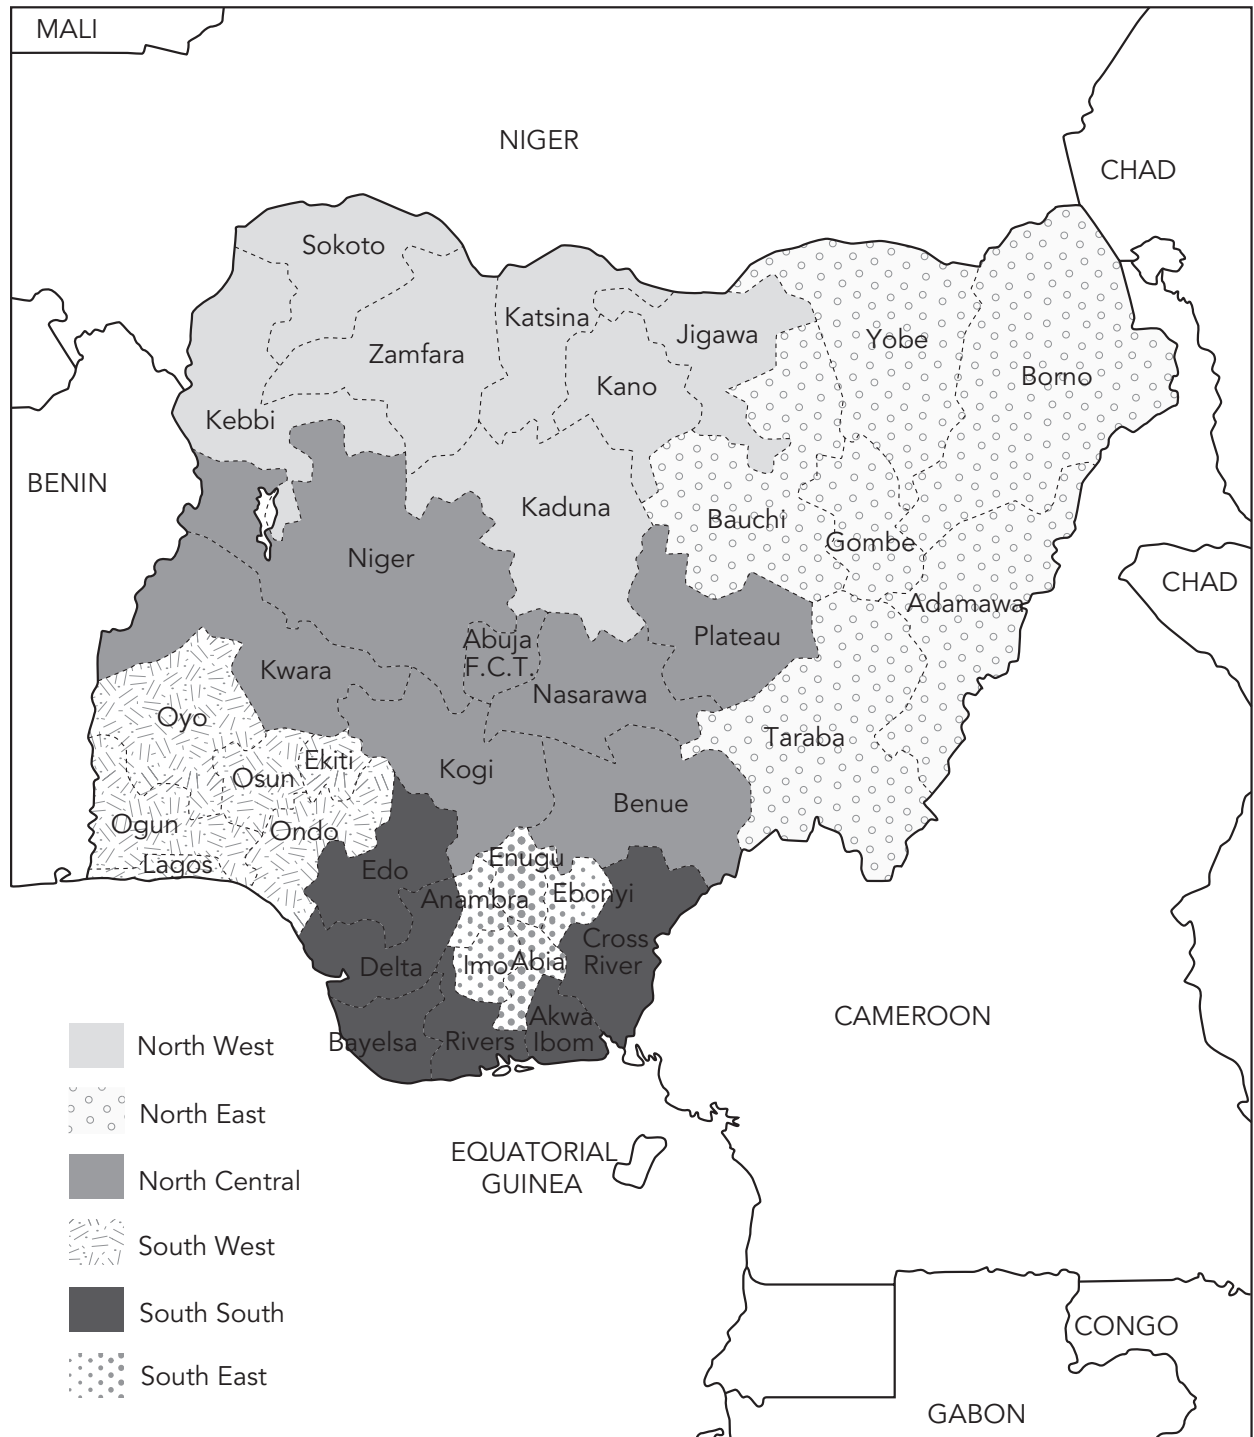 MALI
NIGER
CHAD
Sokoto
Katsina
Jigawa
Yobe
Zamfara
Kano
Borno
Kebbi
BENIN
Kaduna
Bauchi
Gombe
Niger
CHAD
Adamawa
Abuja
F.C.T.
Plateau
Kwara
Nasarawa
Oyo
Taraba
Ekiti
Osun
Kogi
Benue
Ogun
Ondo
Lagos
Enugu
Edo
Anambra
Ebonyi
Cross
River
Delta
Imo
Abia
CAMEROON
Akwa
Ibom
Bayelsa
Rivers
North West
North East
EQUATORIAL
GUINEA
North Central
South West
South South
CONGO
South East
GABON